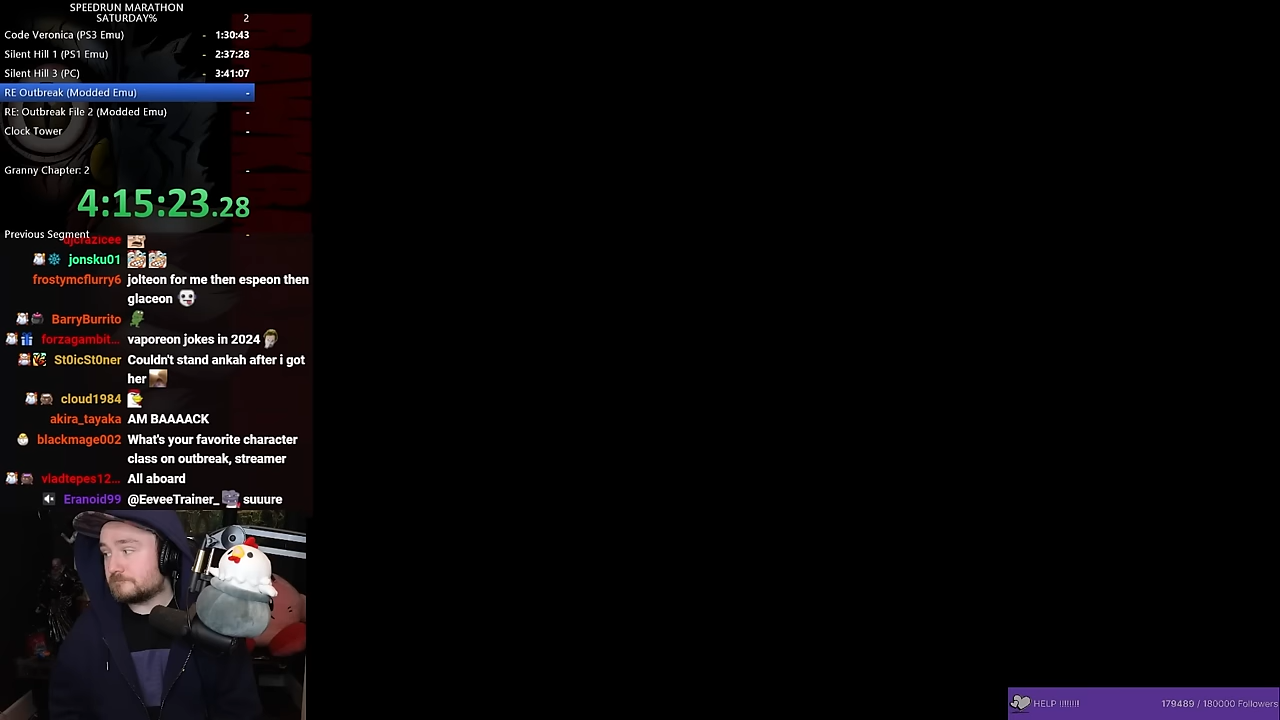 SPEEDRUN MARATHON
SATURDAY% 2
Code Veronica (PS3 Emu) - 1:30:43
Silent Hill 1 (PS1 Emu) - 2:37:28
Silent Hill 3 (PC) - 3:41:07
RE Outbreak (Modded Emu) -
RE: Outbreak File 2 (Modded Emu) -
Clock Tower -
Granny Chapter: 2 -
4:15:23.28
Previous Segment -
djcrazicee
jonsku01
frostymcflurry6 jolteon for me then espeon then
glaceon
BarryBurrito
forzagambit... vaporeon jokes in 2024
St0icSt0ner Couldn't stand ankah after i got
her
cloud1984
akira_tayaka AM BAAAACK
blackmage002 What's your favorite character
class on outbreak, streamer
vladtepes12... All aboard
Eranoid99 @EeveeTrainer_ suuure
HELP !!!!!!! 179489 / 180000 Followers